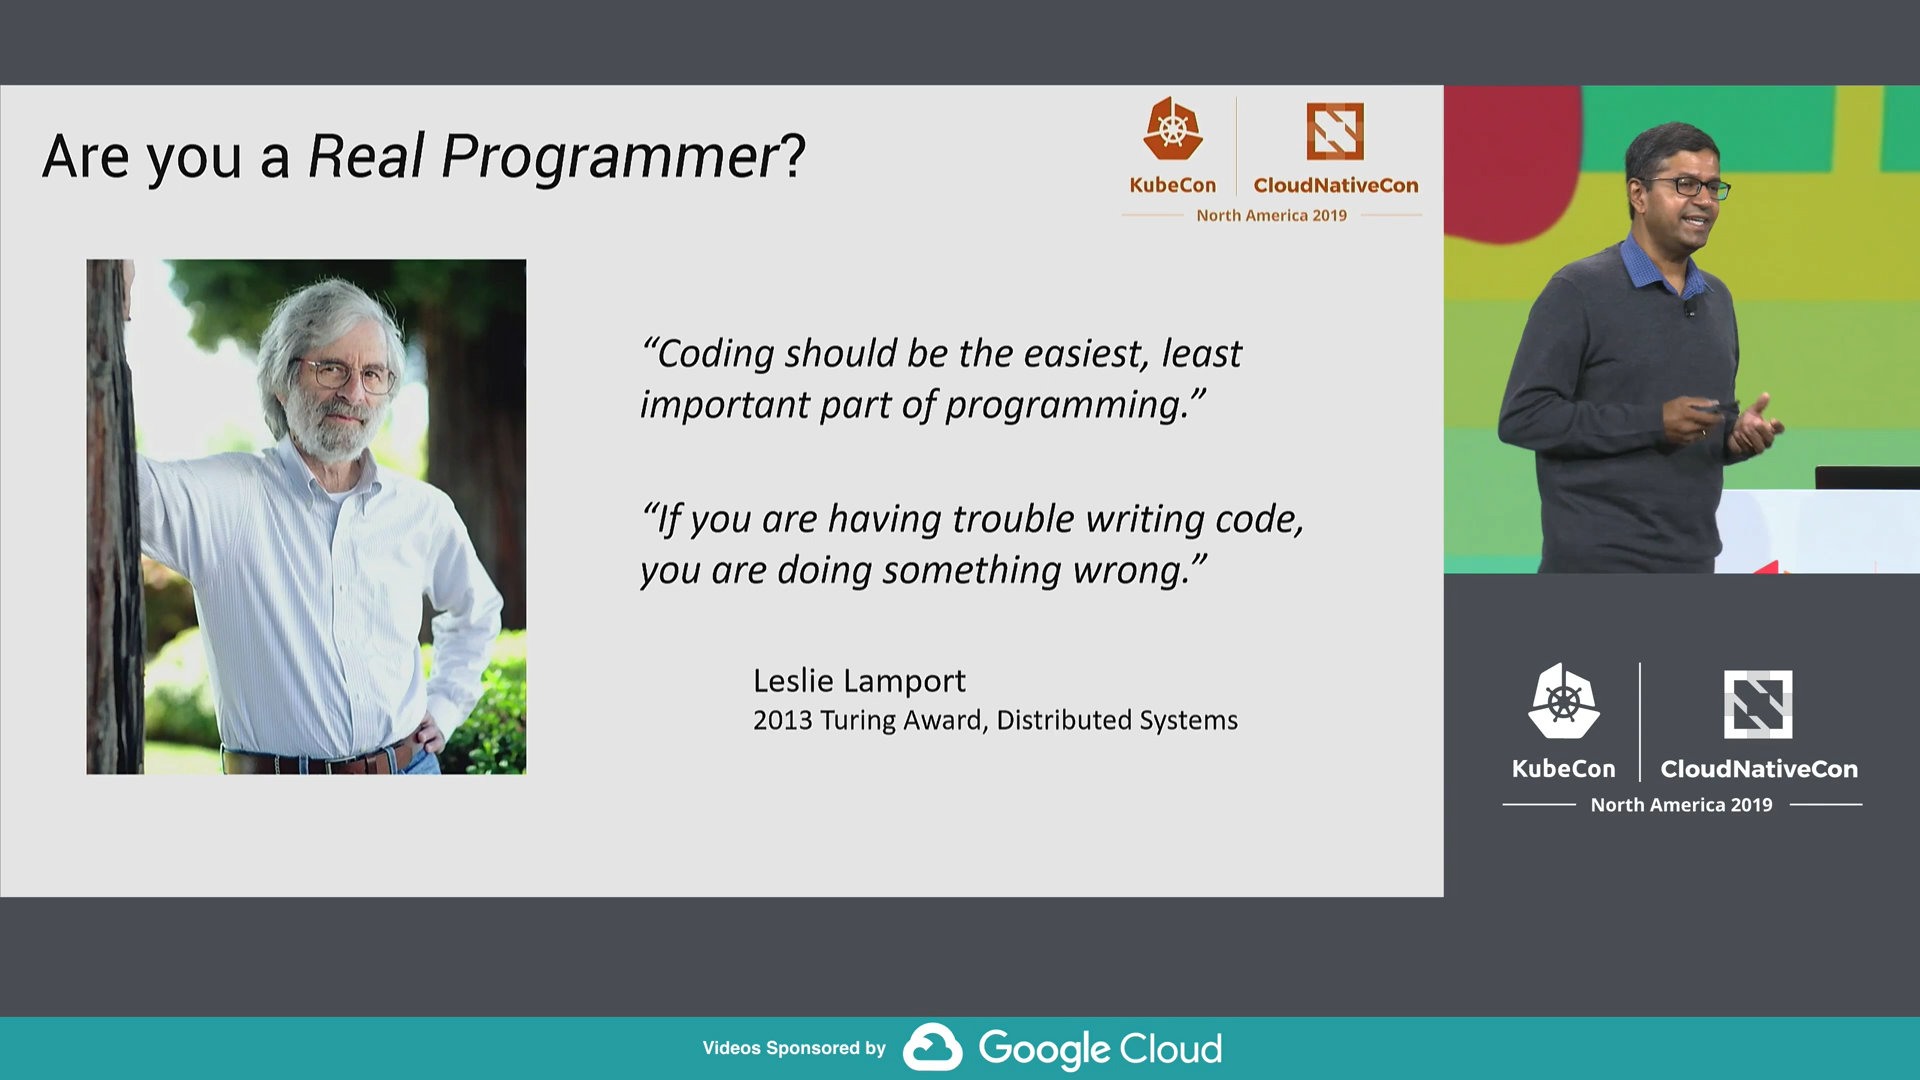 Are you a Real Programmer?
KubeCon
CloudNativeCon
North America 2019
“Coding should be the easiest, least
important part of programming.”
“If you are having trouble writing code,
you are doing something wrong.”
Leslie Lamport
2013 Turing Award, Distributed Systems
KubeCon
CloudNativeCon
North America 2019
Videos Sponsored by
Google Cloud